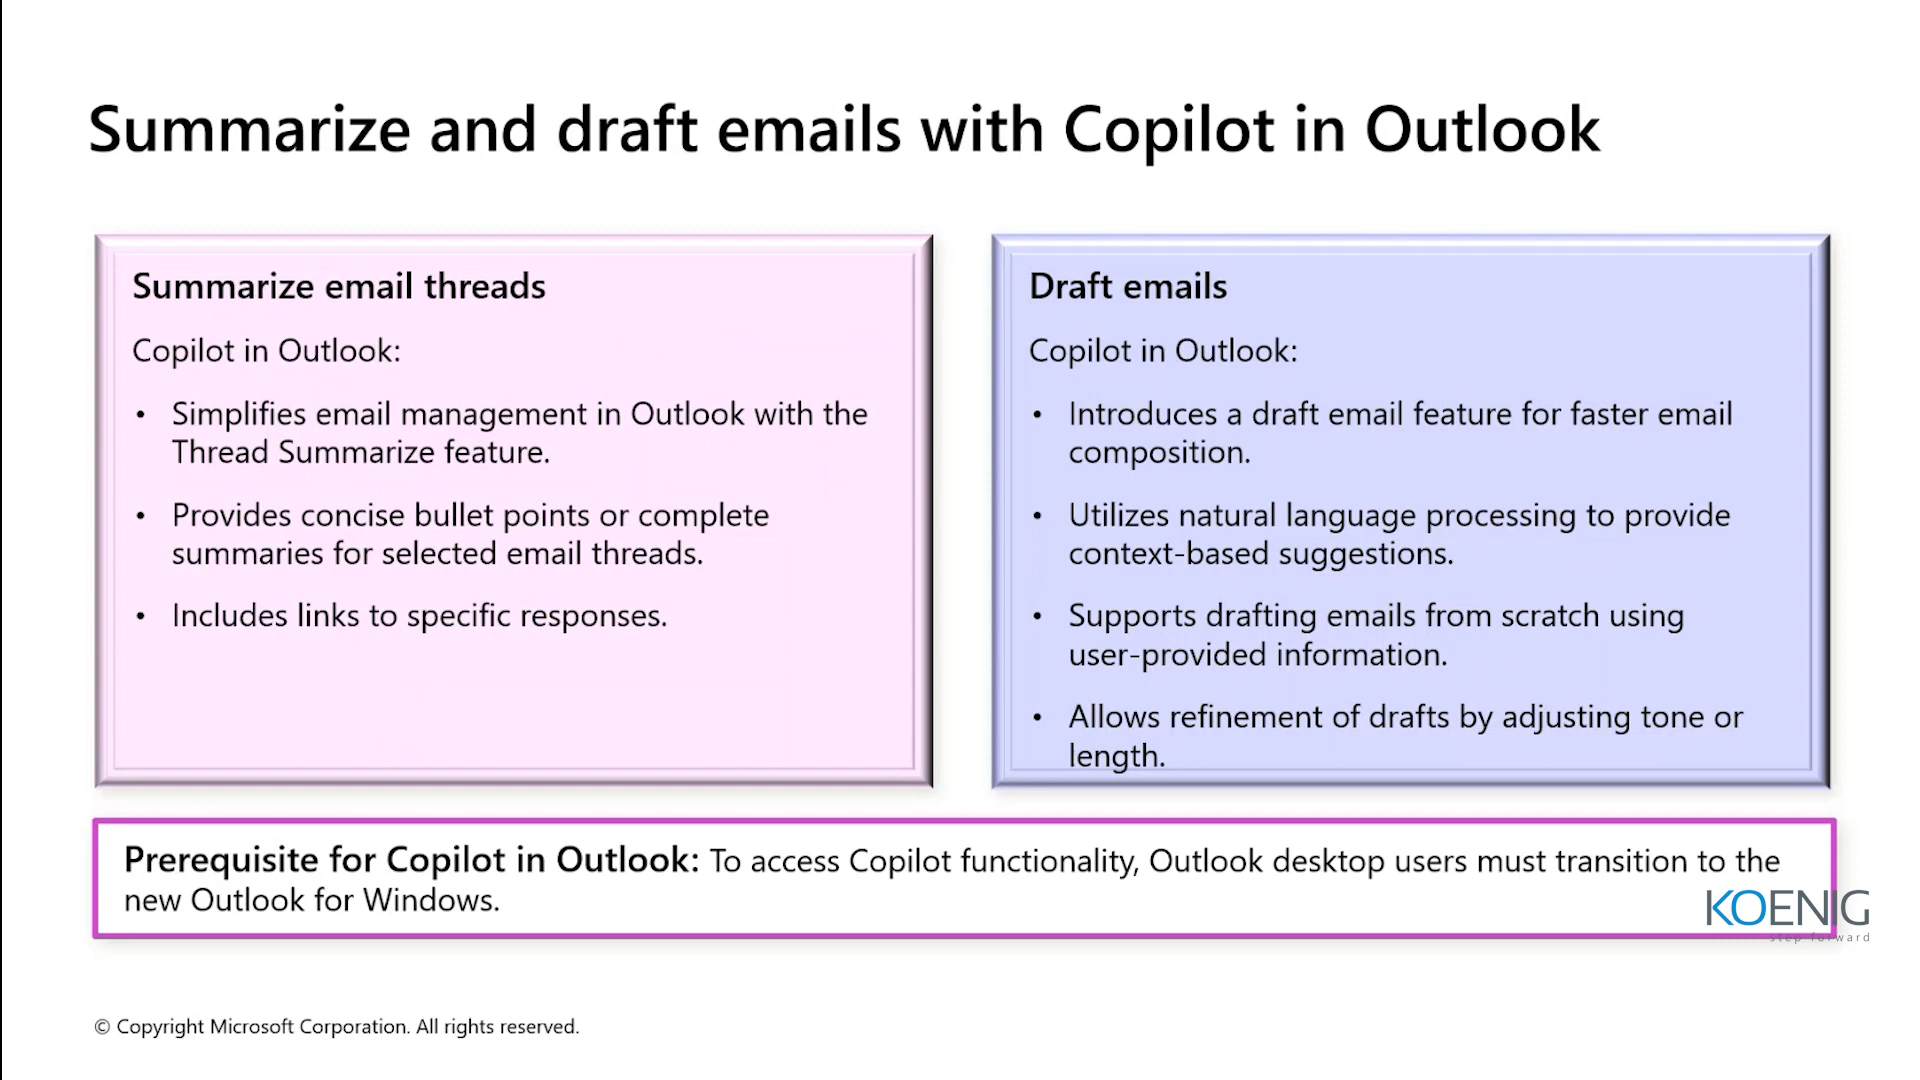 Summarize and draft emails with Copilot in Outlook
Summarize email threads
Copilot in Outlook:
• Simplifies email management in Outlook with the
Thread Summarize feature.
• Provides concise bullet points or complete
summaries for selected email threads.
• Includes links to specific responses.
Draft emails
Copilot in Outlook:
• Introduces a draft email feature for faster email
composition.
• Utilizes natural language processing to provide
context-based suggestions.
• Supports drafting emails from scratch using
user-provided information.
• Allows refinement of drafts by adjusting tone or
length.
Prerequisite for Copilot in Outlook: To access Copilot functionality, Outlook desktop users must transition to the
new Outlook for Windows.
KOENIG
step forward
© Copyright Microsoft Corporation. All rights reserved.